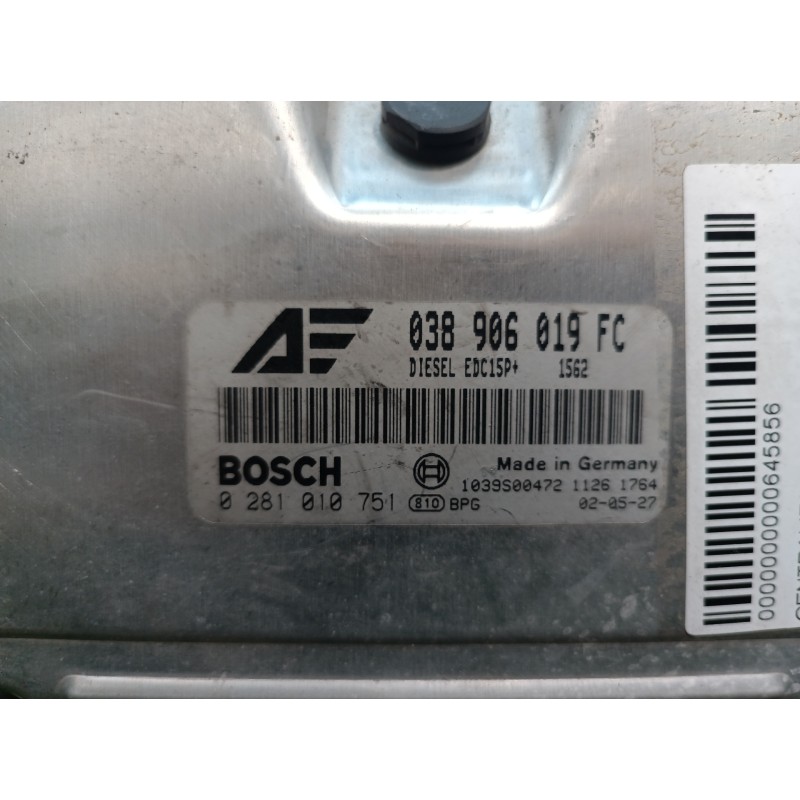 AF 038 906 019 FC
DIESEL EDC15P+ 1562
BOSCH Made in Germany
1039S00472 1126 1764
0 281 010 751 810 BPG 02-05-27
0000000000645856